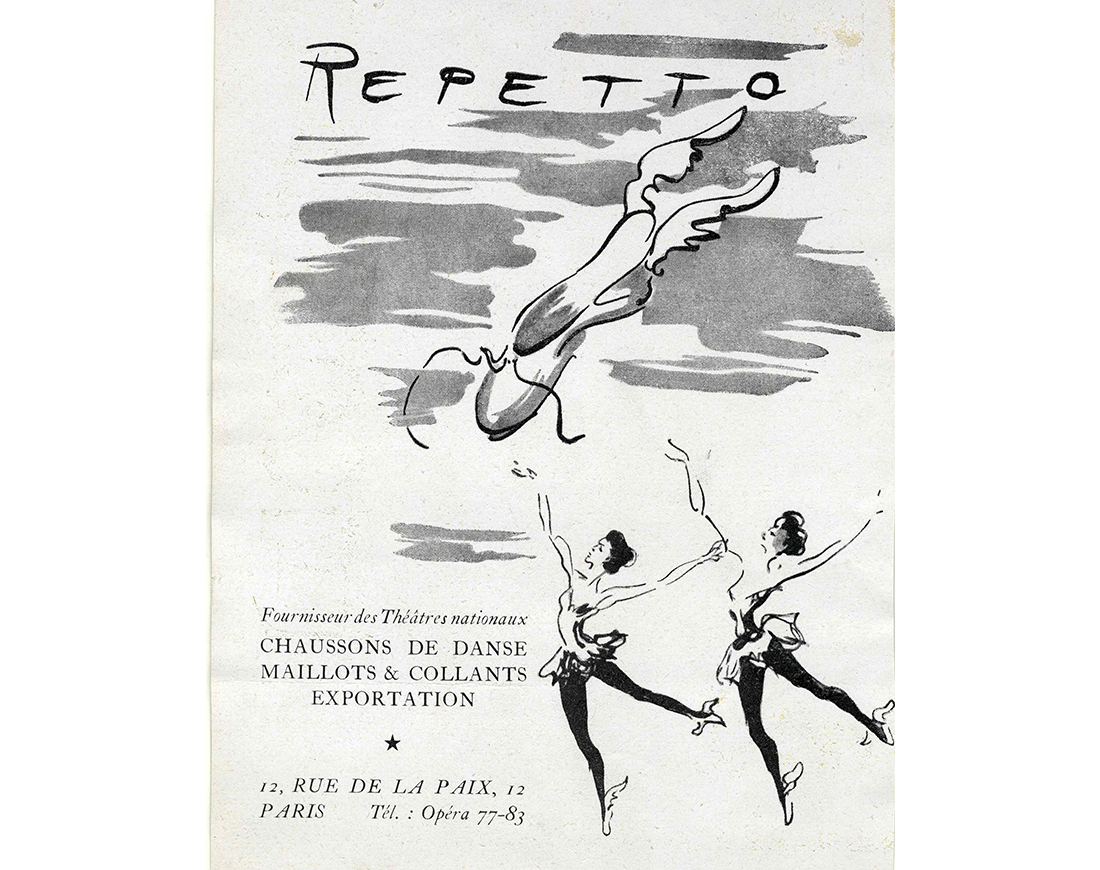 REPETTO
Fournisseur des Théâtres nationaux
CHAUSSONS DE DANSE
MAILLOTS & COLLANTS
EXPORTATION
★
12, RUE DE LA PAIX, 12
PARIS Tél. : Opéra 77-83